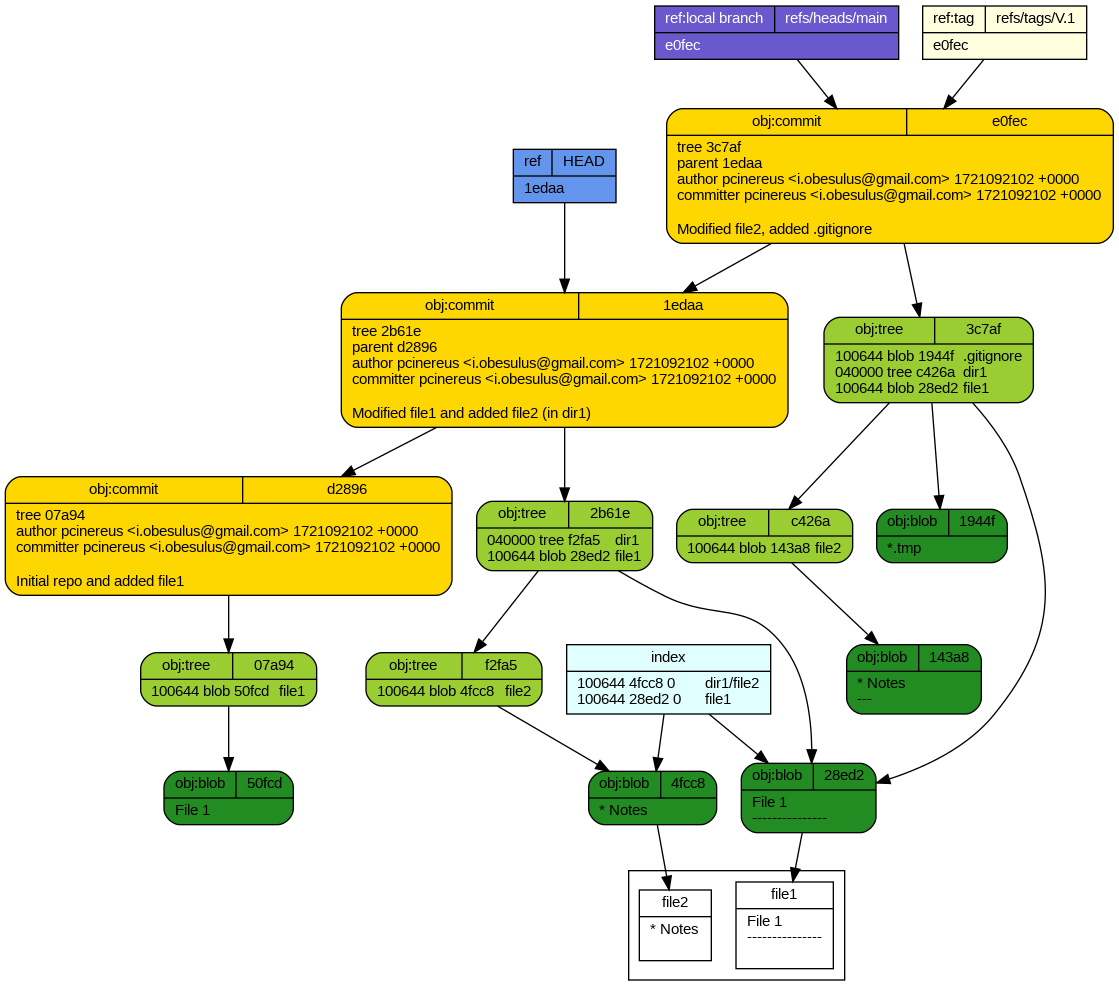 ref:local branch refs/heads/main
e0fec
ref:tag refs/tags/V.1
e0fec
obj:commit e0fec
tree 3c7af
parent 1edaa
author pcinereus <i.obesulus@gmail.com> 1721092102 +0000
committer pcinereus <i.obesulus@gmail.com> 1721092102 +0000
Modified file2, added .gitignore
ref HEAD
1edaa
obj:commit 1edaa
tree 2b61e
parent d2896
author pcinereus <i.obesulus@gmail.com> 1721092102 +0000
committer pcinereus <i.obesulus@gmail.com> 1721092102 +0000
Modified file1 and added file2 (in dir1)
obj:tree 3c7af
100644 blob 1944f .gitignore
040000 tree c426a dir1
100644 blob 28ed2 file1
obj:commit d2896
tree 07a94
author pcinereus <i.obesulus@gmail.com> 1721092102 +0000
committer pcinereus <i.obesulus@gmail.com> 1721092102 +0000
Initial repo and added file1
obj:tree 2b61e
040000 tree f2fa5 dir1
100644 blob 28ed2 file1
obj:tree c426a
100644 blob 143a8 file2
obj:blob 1944f
*.tmp
obj:tree 07a94
100644 blob 50fcd file1
obj:tree f2fa5
100644 blob 4fcc8 file2
index
100644 4fcc8 0 dir1/file2
100644 28ed2 0 file1
obj:blob 143a8
* Notes
---
obj:blob 50fcd
File 1
obj:blob 4fcc8
* Notes
obj:blob 28ed2
File 1
---------------
file2
* Notes
file1
File 1
---------------